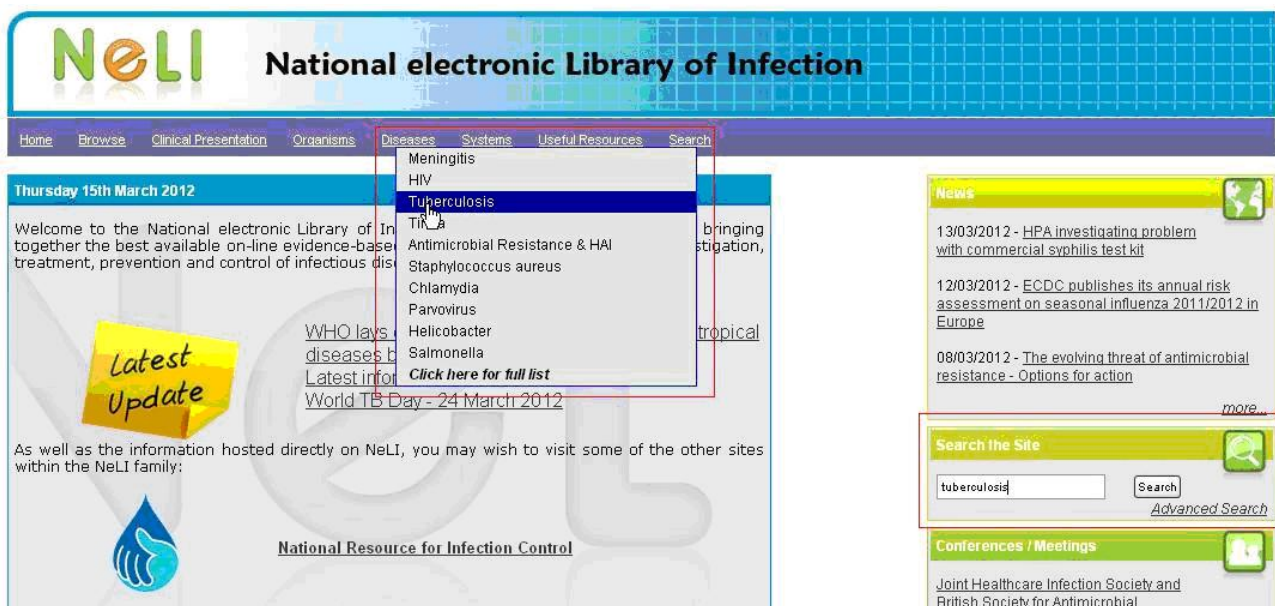 NeLI
National electronic Library of Infection
Home Browse Clinical Presentation Organisms Diseases Systems Useful Resources Search
Meningitis
HIV
Tuberculosis
Antimicrobial Resistance & HAI
Staphylococcus aureus
Chlamydia
Parvovirus
Helicobacter
Salmonella
Click here for full list
Thursday 15th March 2012
Welcome to the National electronic Library of In bringing
together the best available on-line evidence-base stigation,
treatment, prevention and control of infectious dis
Latest
Update
WHO lays tropical
diseases b
Latest infor
World TB Day - 24 March 2012
As well as the information hosted directly on NeLI, you may wish to visit some of the other sites
within the NeLI family:
National Resource for Infection Control
News
13/03/2012 - HPA investigating problem
with commercial syphilis test kit
12/03/2012 - ECDC publishes its annual risk
assessment on seasonal influenza 2011/2012 in
Europe
08/03/2012 - The evolving threat of antimicrobial
resistance - Options for action
more...
Search the Site
tuberculosis
Search
Advanced Search
Conferences / Meetings
Joint Healthcare Infection Society and
British Society for Antimicrobial